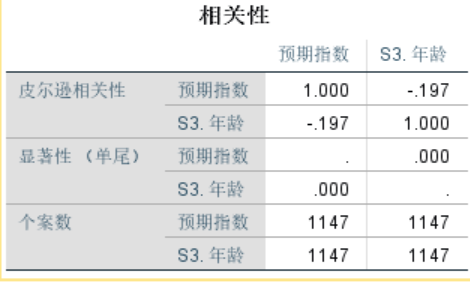 相关性
预期指数 S3. 年龄
皮尔逊相关性 预期指数 1.000 -.197
S3. 年龄 -.197 1.000
显著性 （单尾） 预期指数 . .000
S3. 年龄 .000 .
个案数 预期指数 1147 1147
S3. 年龄 1147 1147